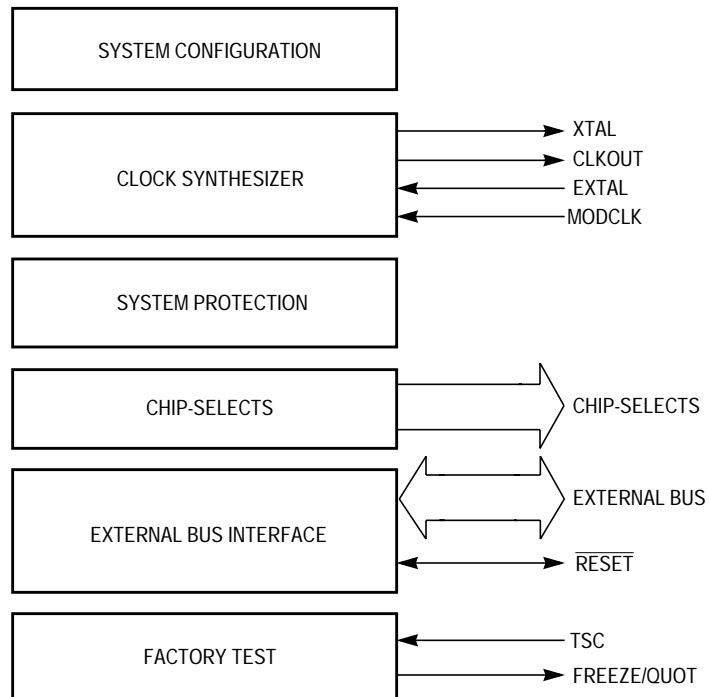 SYSTEM CONFIGURATION
CLOCK SYNTHESIZER
XTAL
CLKOUT
EXTAL
MODCLK
SYSTEM PROTECTION
CHIP-SELECTS
CHIP-SELECTS
EXTERNAL BUS INTERFACE
EXTERNAL BUS
RESET
FACTORY TEST
TSC
FREEZE/QUOT